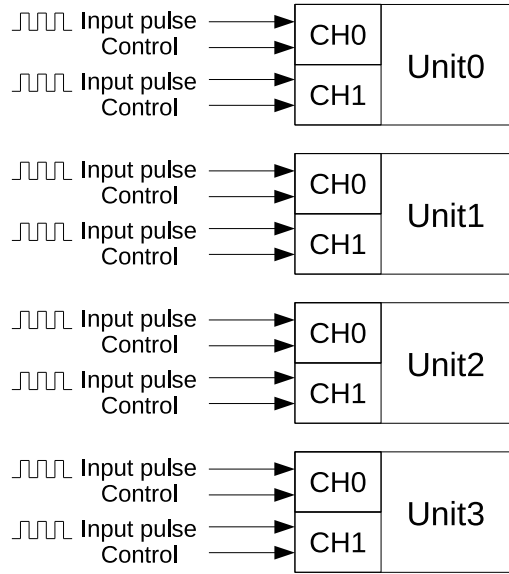 Input pulse
Control
CH0
Input pulse
Control
CH1
Unit0
Input pulse
Control
CH0
Input pulse
Control
CH1
Unit1
Input pulse
Control
CH0
Input pulse
Control
CH1
Unit2
Input pulse
Control
CH0
Input pulse
Control
CH1
Unit3